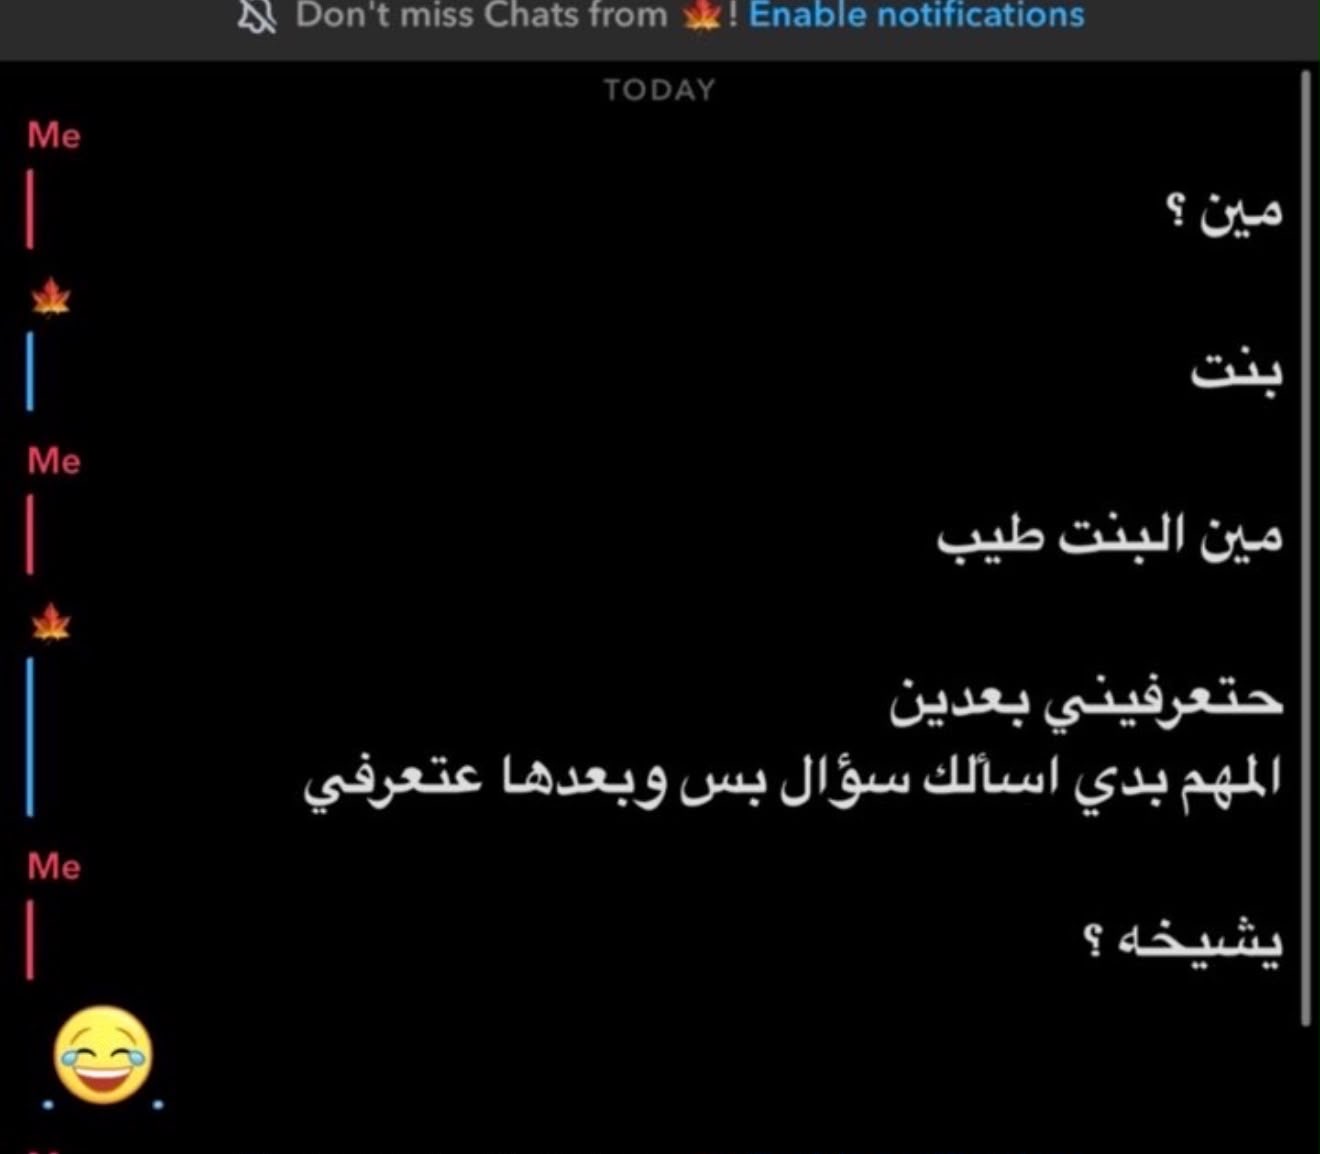 Don't miss Chats from 🍁! Enable notifications
TODAY
Me
مين ؟
🍁
بنت
Me
مين البنت طيب
🍁
حتعرفيني بعدين
المهم بدي اسألك سؤال بس وبعدها عتعرفي
Me
يشيخه ؟
😂